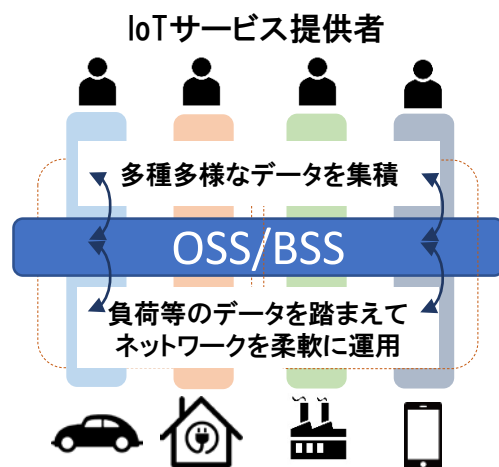 IoTサービス提供者
多種多様なデータを集積
OSS/BSS
負荷等のデータを踏まえて
ネットワークを柔軟に運用